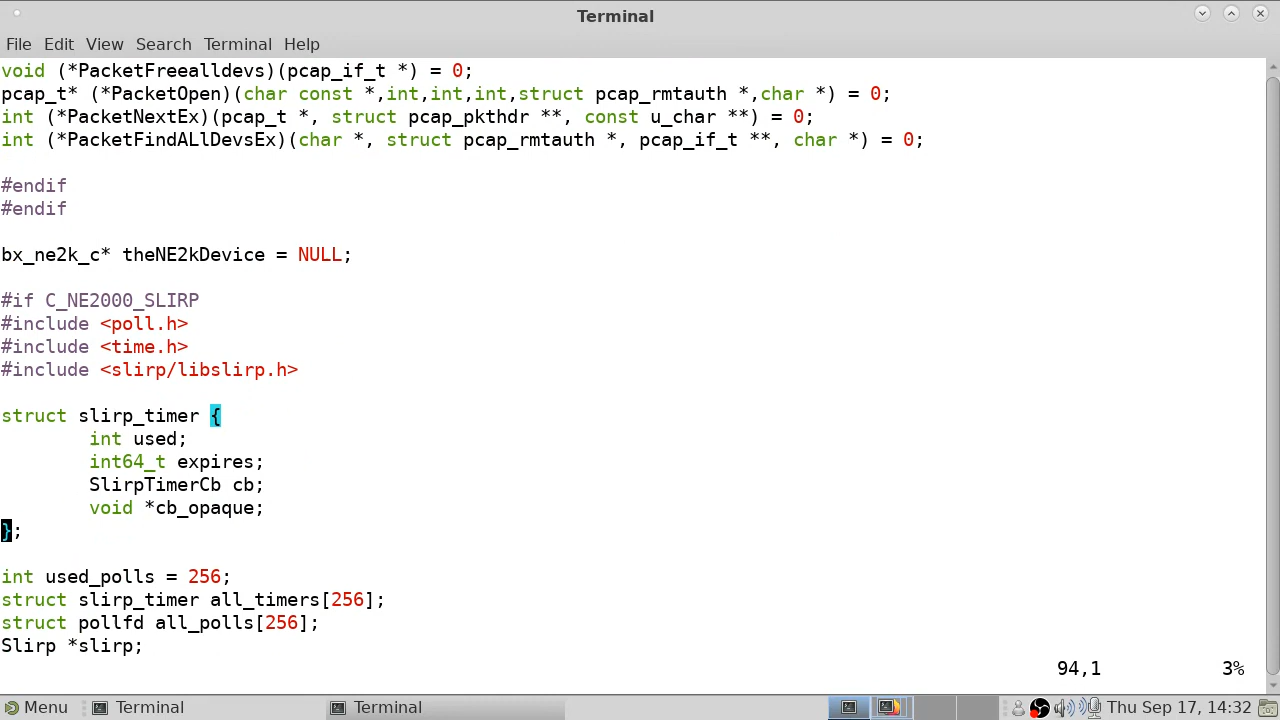 Terminal
File Edit View Search Terminal Help
void (*PacketFreealldevs)(pcap_if_t *) = 0;
pcap_t* (*PacketOpen)(char const *,int,int,int,struct pcap_rmtauth *,char *) = 0;
int (*PacketNextEx)(pcap_t *, struct pcap_pkthdr **, const u_char **) = 0;
int (*PacketFindALlDevsEx)(char *, struct pcap_rmtauth *, pcap_if_t **, char *) = 0;
#endif
#endif
bx_ne2k_c* theNE2kDevice = NULL;
#if C_NE2000_SLIRP
#include <poll.h>
#include <time.h>
#include <slirp/libslirp.h>
struct slirp_timer {
        int used;
        int64_t expires;
        SlirpTimerCb cb;
        void *cb_opaque;
};
int used_polls = 256;
struct slirp_timer all_timers[256];
struct pollfd all_polls[256];
Slirp *slirp;
94,1 3%
Menu Terminal Terminal Thu Sep 17, 14:32